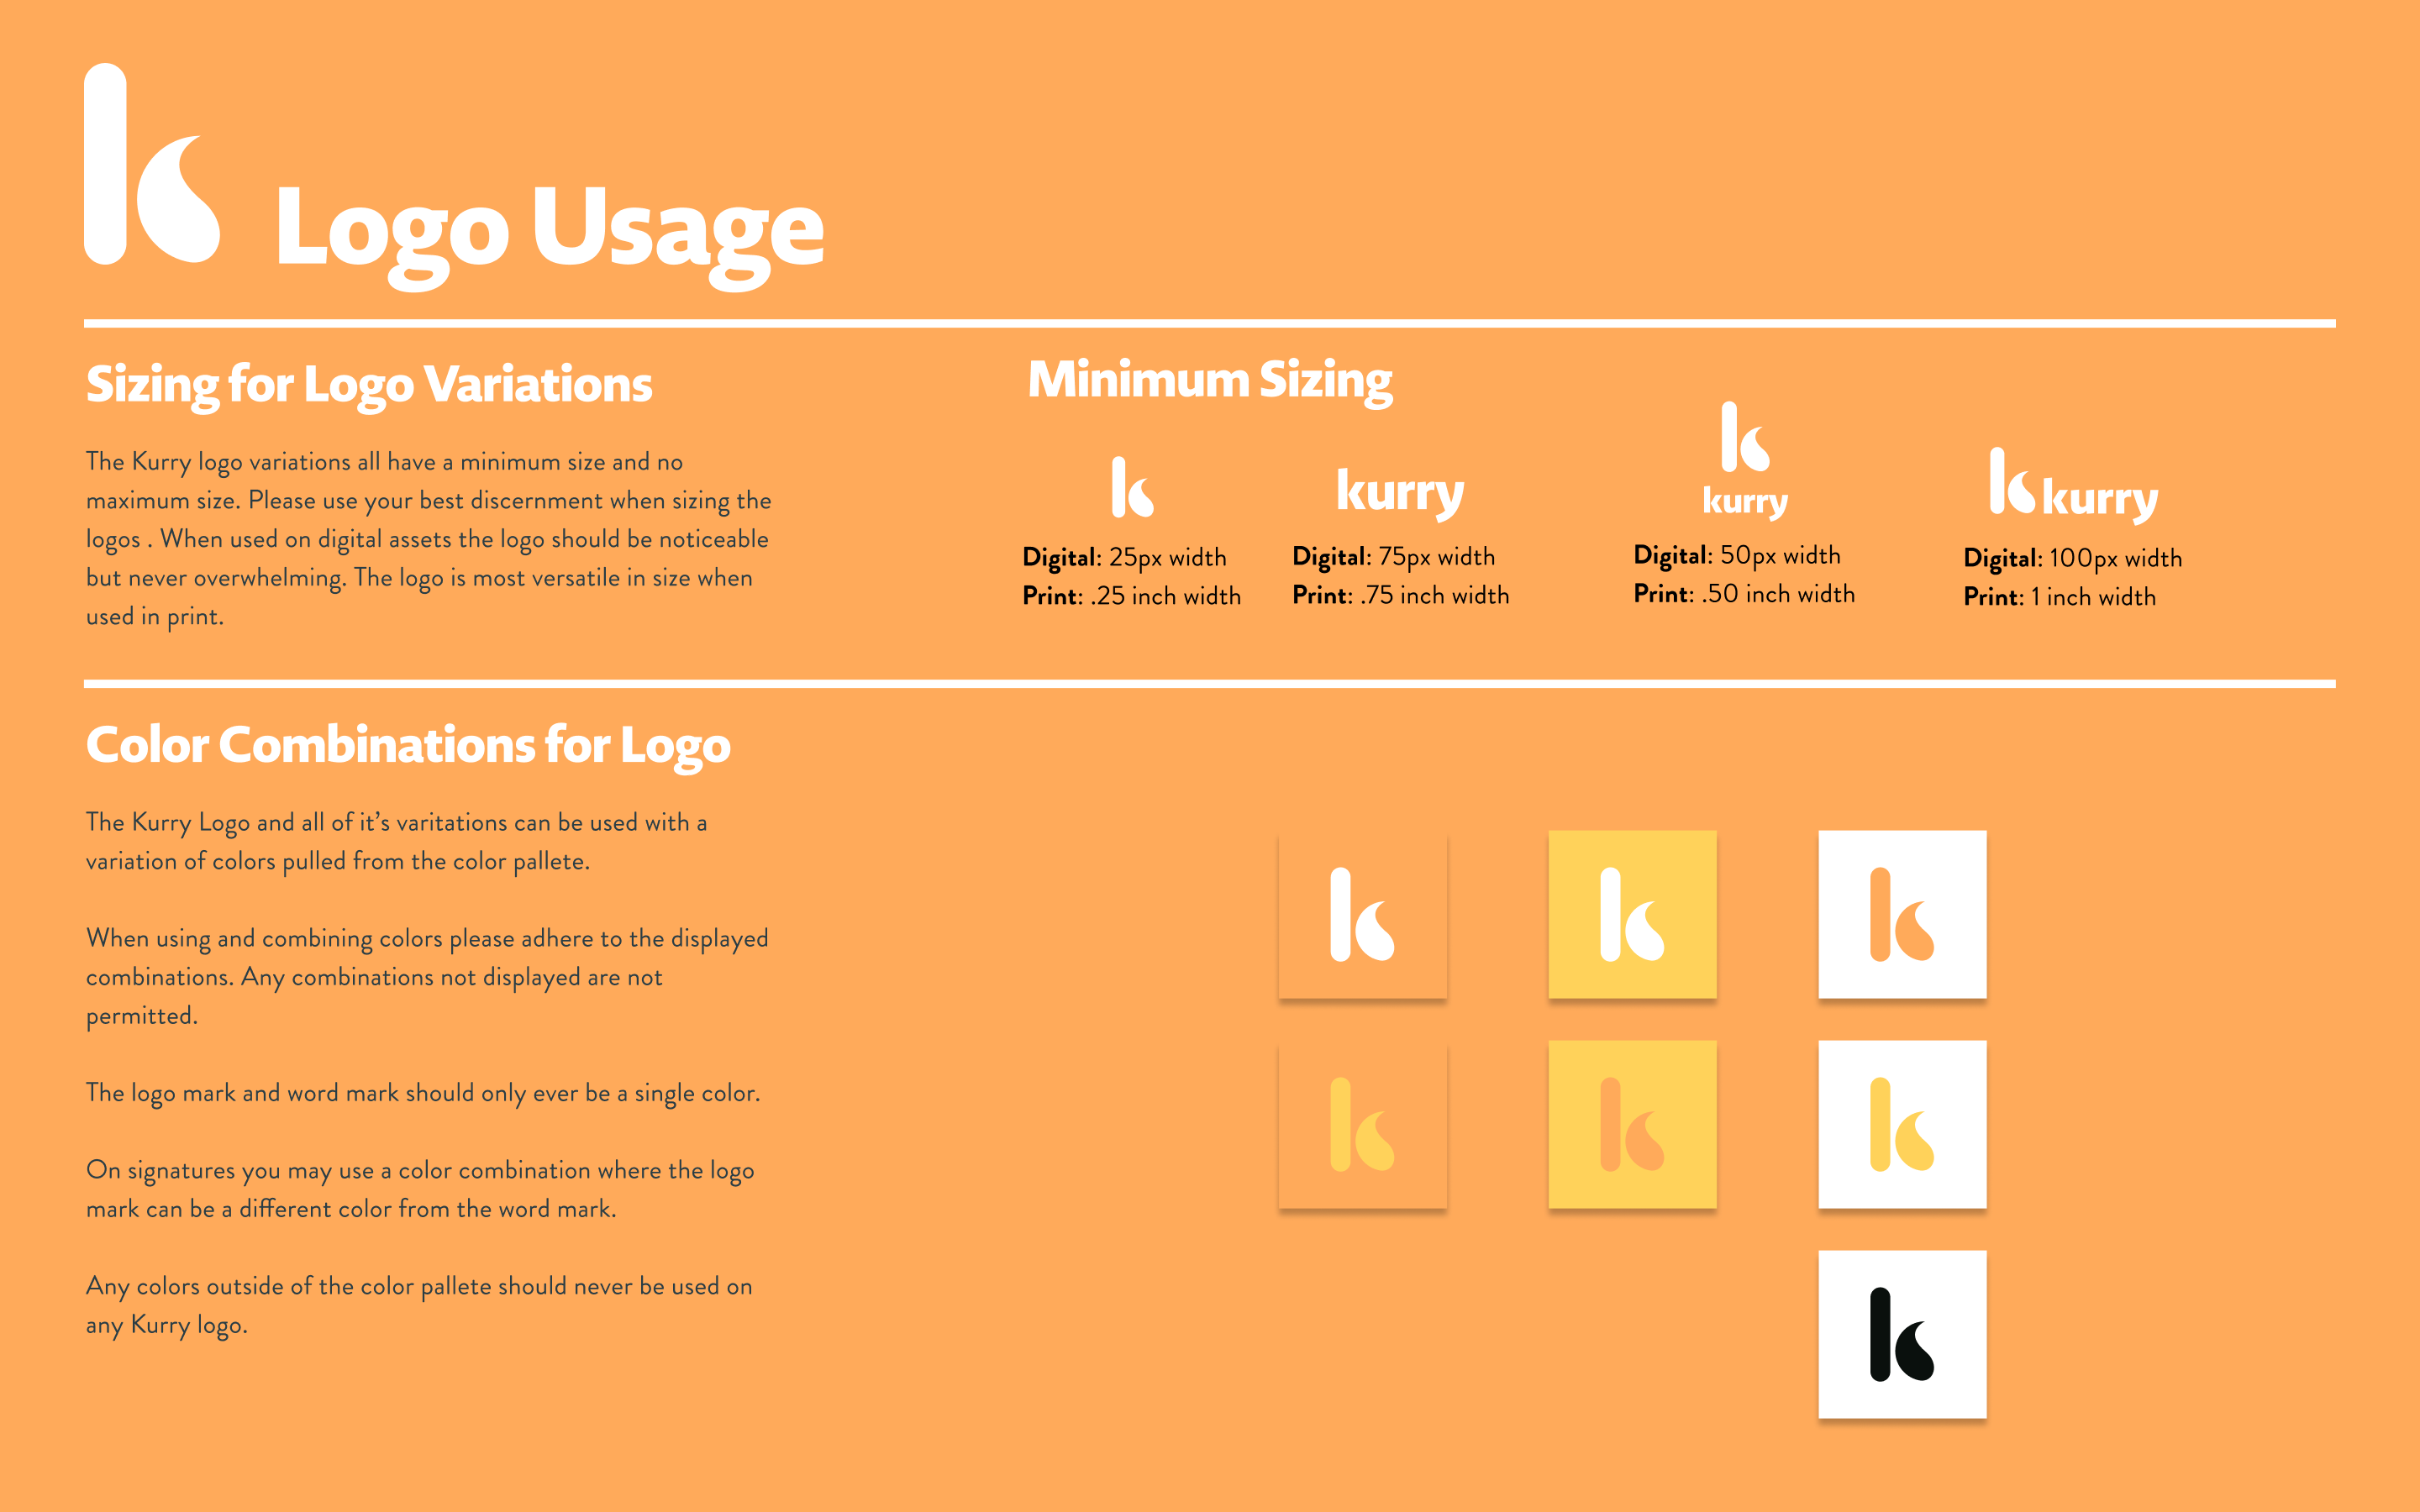 k Logo Usage
Sizing for Logo Variations
The Kurry logo variations all have a minimum size and no
maximum size. Please use your best discernment when sizing the
logos . When used on digital assets the logo should be noticeable
but never overwhelming. The logo is most versatile in size when
used in print.
Minimum Sizing
k
Digital: 25px width
Print: .25 inch width
kurry
Digital: 75px width
Print: .75 inch width
k
kurry
Digital: 50px width
Print: .50 inch width
k kurry
Digital: 100px width
Print: 1 inch width
Color Combinations for Logo
The Kurry Logo and all of it’s varitations can be used with a
variation of colors pulled from the color pallete.
When using and combining colors please adhere to the displayed
combinations. Any combinations not displayed are not
permitted.
The logo mark and word mark should only ever be a single color.
On signatures you may use a color combination where the logo
mark can be a different color from the word mark.
Any colors outside of the color pallete should never be used on
any Kurry logo.
k k k
k k k
k